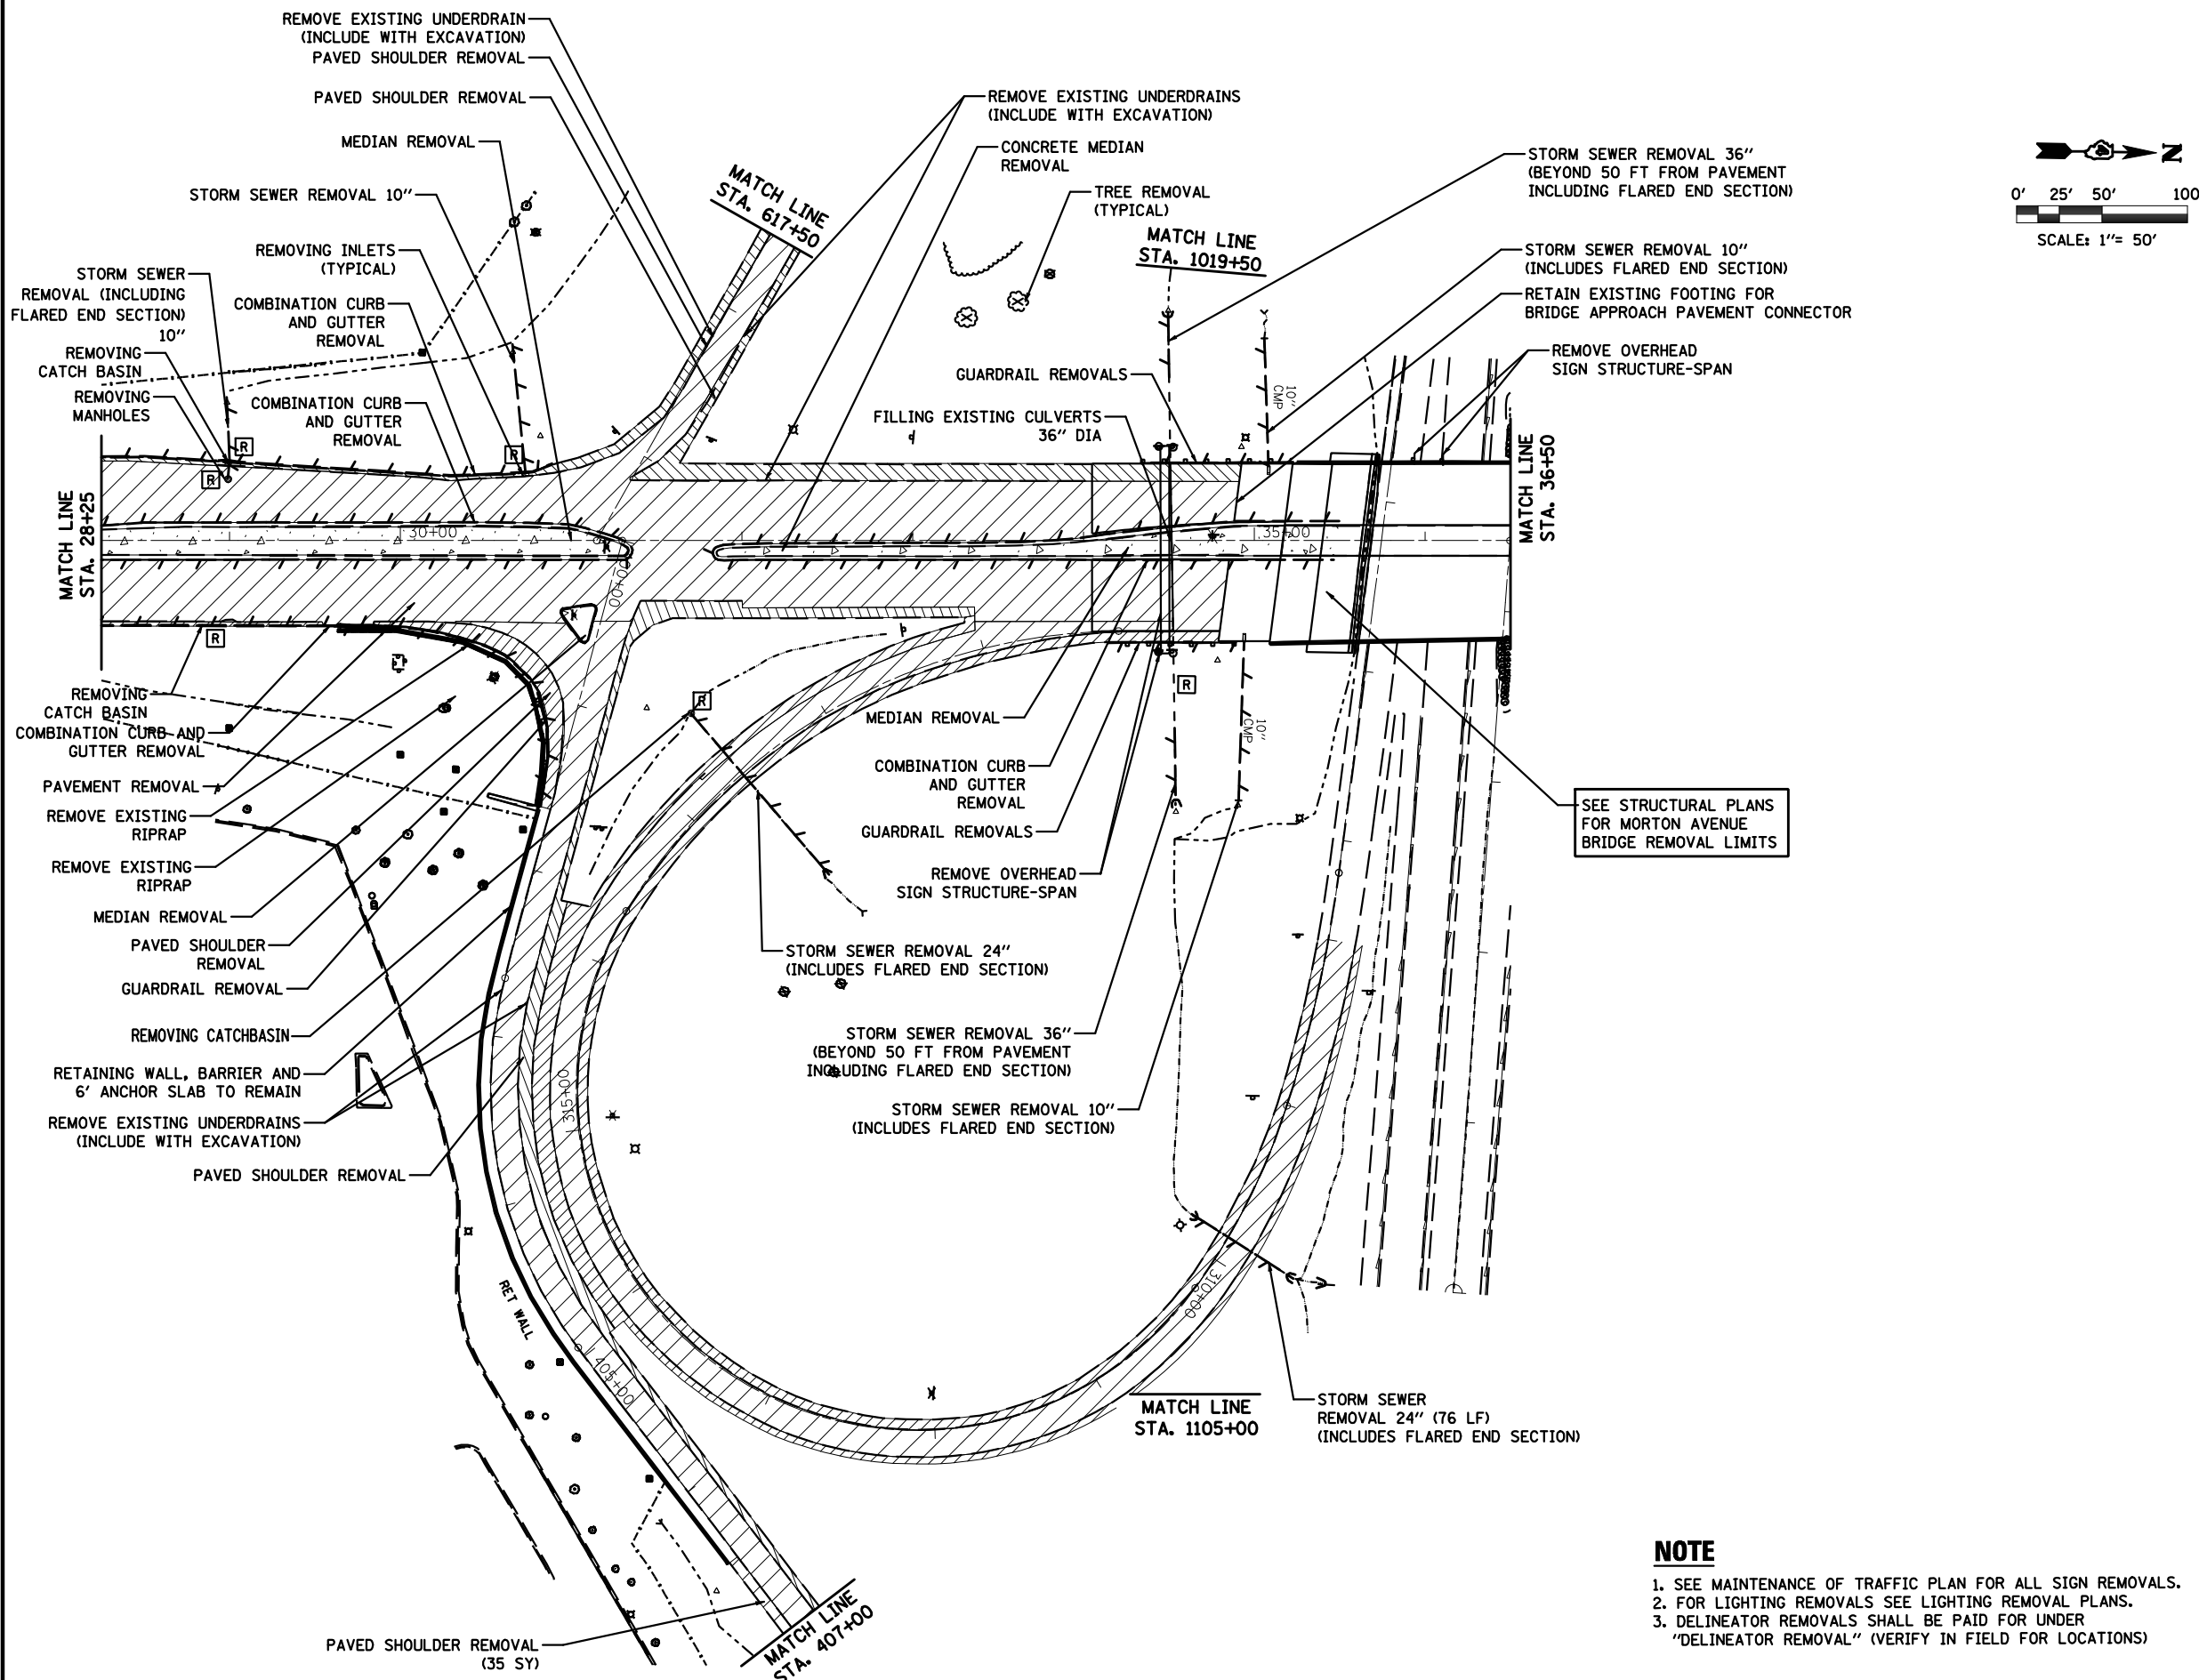 REMOVE EXISTING UNDERDRAIN
(INCLUDE WITH EXCAVATION)
PAVED SHOULDER REMOVAL
PAVED SHOULDER REMOVAL
MEDIAN REMOVAL
STORM SEWER REMOVAL 10"
REMOVING INLETS
(TYPICAL)
STORM SEWER
REMOVAL (INCLUDING
FLARED END SECTION)
10"
COMBINATION CURB
AND GUTTER
REMOVAL
REMOVING
CATCH BASIN
REMOVING
MANHOLES
COMBINATION CURB
AND GUTTER
REMOVAL
MATCH LINE
STA. 617+50
REMOVE EXISTING UNDERDRAINS
(INCLUDE WITH EXCAVATION)
CONCRETE MEDIAN
REMOVAL
TREE REMOVAL
(TYPICAL)
MATCH LINE
STA. 1019+50
GUARDRAIL REMOVALS
FILLING EXISTING CULVERTS
36" DIA
STORM SEWER REMOVAL 36"
(BEYOND 50 FT FROM PAVEMENT
INCLUDING FLARED END SECTION)
STORM SEWER REMOVAL 10"
(INCLUDES FLARED END SECTION)
RETAIN EXISTING FOOTING FOR
BRIDGE APPROACH PAVEMENT CONNECTOR
REMOVE OVERHEAD
SIGN STRUCTURE-SPAN
N
0' 25' 50' 100
SCALE: 1"= 50'
10"
CMP
R
R
R
MATCH LINE
STA. 28+25
30+00
00+00
35+00
MATCH LINE
STA. 36+50
R
R
R
10"
CMP
REMOVING
CATCH BASIN
COMBINATION CURB AND
GUTTER REMOVAL
PAVEMENT REMOVAL
REMOVE EXISTING
RIPRAP
REMOVE EXISTING
RIPRAP
MEDIAN REMOVAL
PAVED SHOULDER
REMOVAL
GUARDRAIL REMOVAL
REMOVING CATCHBASIN
RETAINING WALL, BARRIER AND
6' ANCHOR SLAB TO REMAIN
REMOVE EXISTING UNDERDRAINS
(INCLUDE WITH EXCAVATION)
PAVED SHOULDER REMOVAL
MEDIAN REMOVAL
COMBINATION CURB
AND GUTTER
REMOVAL
GUARDRAIL REMOVALS
REMOVE OVERHEAD
SIGN STRUCTURE-SPAN
STORM SEWER REMOVAL 24"
(INCLUDES FLARED END SECTION)
STORM SEWER REMOVAL 36"
(BEYOND 50 FT FROM PAVEMENT
INCLUDING FLARED END SECTION)
STORM SEWER REMOVAL 10"
(INCLUDES FLARED END SECTION)
SEE STRUCTURAL PLANS
FOR MORTON AVENUE
BRIDGE REMOVAL LIMITS
315+00
310+00
RET WALL
405+00
MATCH LINE
STA. 1105+00
STORM SEWER
REMOVAL 24" (76 LF)
(INCLUDES FLARED END SECTION)
PAVED SHOULDER REMOVAL
(35 SY)
MATCH LINE
STA. 407+00
NOTE
1. SEE MAINTENANCE OF TRAFFIC PLAN FOR ALL SIGN REMOVALS.
2. FOR LIGHTING REMOVALS SEE LIGHTING REMOVAL PLANS.
3. DELINEATOR REMOVALS SHALL BE PAID FOR UNDER
"DELINEATOR REMOVAL" (VERIFY IN FIELD FOR LOCATIONS)